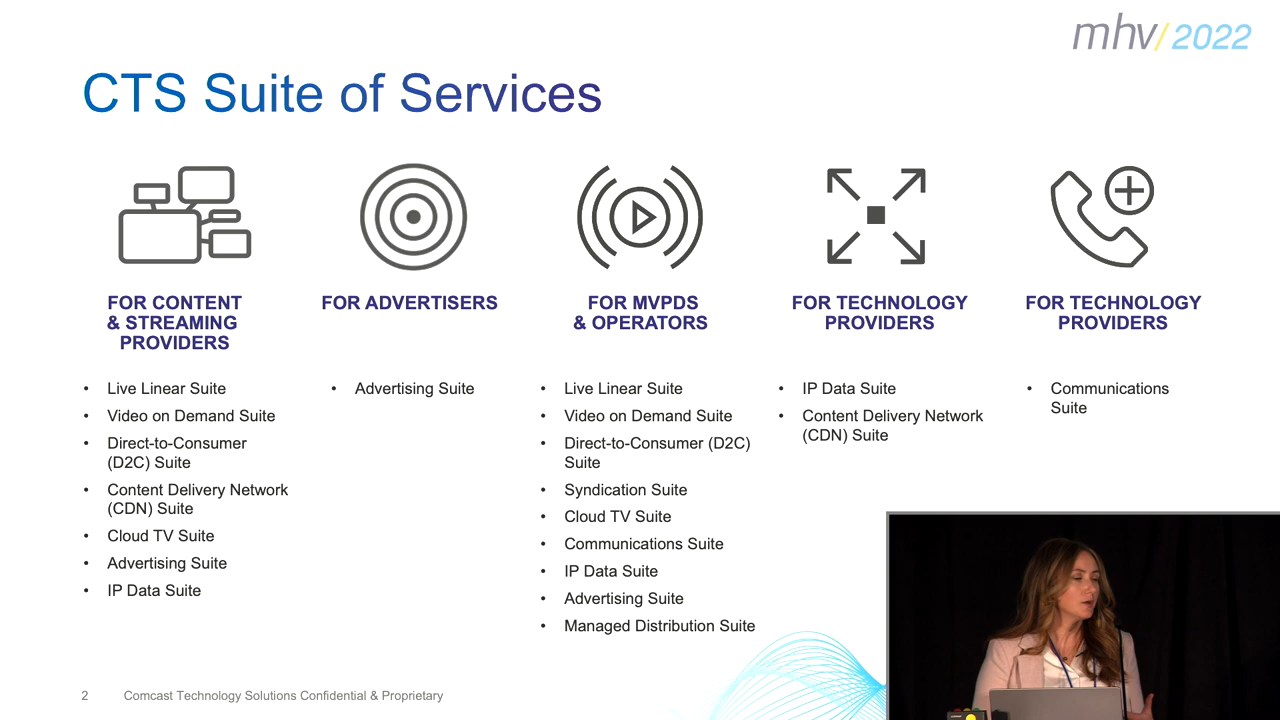 mhv/2022
CTS Suite of Services
FOR CONTENT
& STREAMING
PROVIDERS
• Live Linear Suite
• Video on Demand Suite
• Direct-to-Consumer
(D2C) Suite
• Content Delivery Network
(CDN) Suite
• Cloud TV Suite
• Advertising Suite
• IP Data Suite
FOR ADVERTISERS
• Advertising Suite
FOR MVPDS
& OPERATORS
• Live Linear Suite
• Video on Demand Suite
• Direct-to-Consumer (D2C)
Suite
• Syndication Suite
• Cloud TV Suite
• Communications Suite
• IP Data Suite
• Advertising Suite
• Managed Distribution Suite
FOR TECHNOLOGY
PROVIDERS
• IP Data Suite
• Content Delivery Network
(CDN) Suite
FOR TECHNOLOGY
PROVIDERS
• Communications
Suite
2 Comcast Technology Solutions Confidential & Proprietary